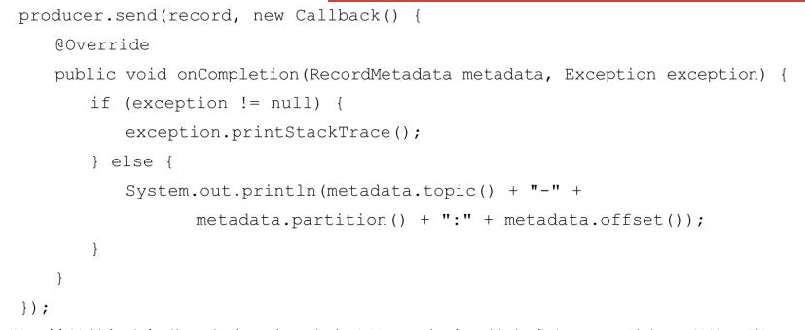 producer.send(record, new Callback() {
@Override
public void onCompletion(RecordMetadata metadata, Exception exception) {
if (exception != null) {
exception.printStackTrace();
} else {
System.out.println(metadata.topic() + "-" +
metadata.partition() + ":" + metadata.offset());
}
}
});